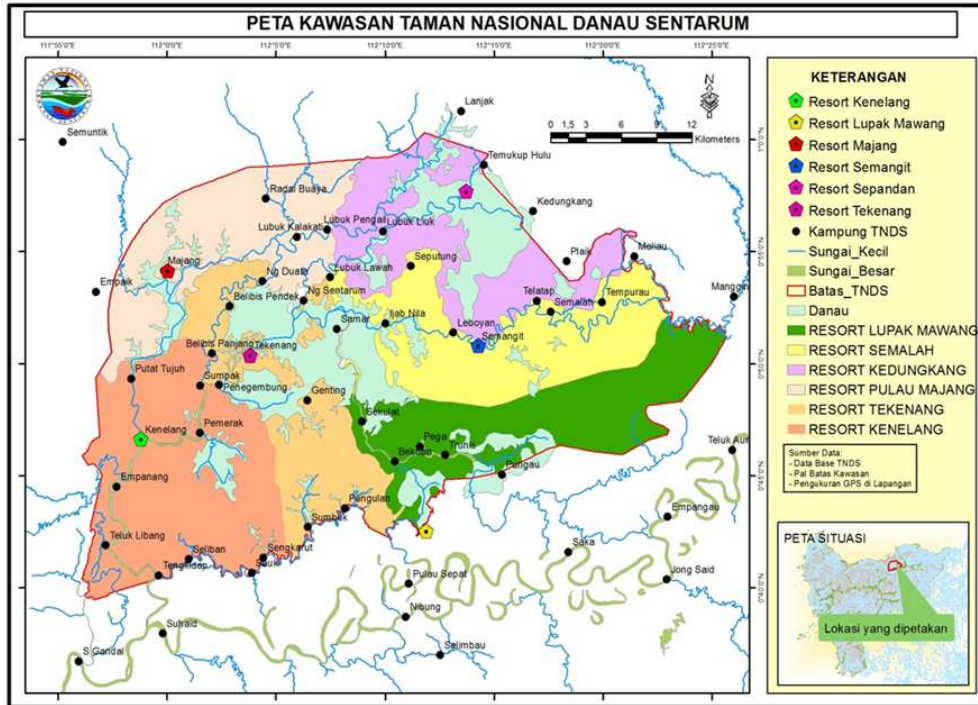 PETA KAWASAN TAMAN NASIONAL DANAU SENTARUM
111°55'0"E
112°0'0"E
112°5'0"E
112°10'0"E
112°15'0"E
112°20'0"E
112°25'0"E
Lanjak
N
0 1,5 3 6 9 12
Kilometers
Semuntik
Temukup Hulu
Radai Buaya
Kedungkang
Lubuk Kalakati
Lubuk Pengail
Lubuk Liuk
Majang
Seputung
Plaik
Meliau
Empaik
Ng Duata
Lubuk Lawah
Belibis Pendek
Ng Sentarum
Telatap
Semalah
Tempurau
Samar
Ijab Nila
Leboyan
Semangit
Belibis Panjang
Tekenang
Putat Tujuh
Sumpak
Penegembung
Genting
Kenelang
Pemerak
Sekulat
Pega
Trunis
Pungau
Empanang
Pengulan
Sumbuk
Empangau
Teluk Libang
Seliban
Sengkarut
Tengkidap
Saka
Pulau Sepat
Jong Said
Nibung
Suhaid
Selimbau
S Gandal
KETERANGAN
Resort Kenelang
Resort Lupak Mawang
Resort Majang
Resort Semangit
Resort Sepandan
Resort Tekenang
Kampung TNDS
Sungai_Kecil
Sungai_Besar
Batas_TNDS
Danau
RESORT LUPAK MAWANG
RESORT SEMALAH
RESORT KEDUNGKANG
RESORT PULAU MAJANG
RESORT TEKENANG
RESORT KENELANG
Sumber Data:
- Data Base TNDS
- Pal Batas Kawasan
- Pengukuran GPS di Lapangan
PETA SITUASI
Lokasi yang dipetakan